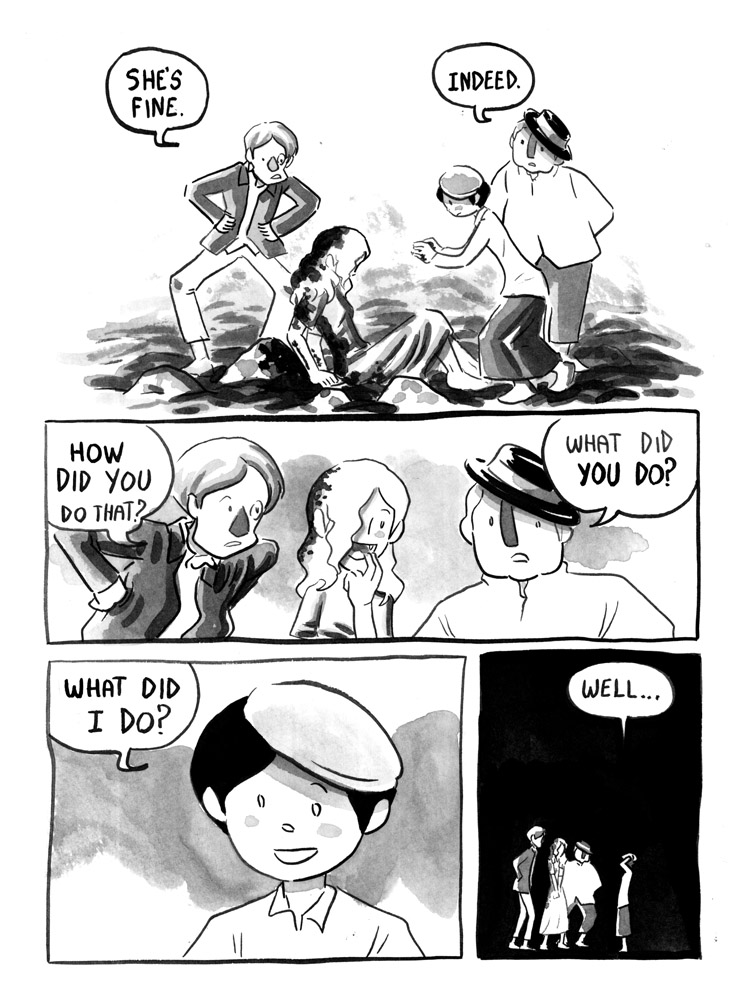 SHE'S
FINE.
INDEED.
HOW
DID YOU
DO THAT?
WHAT DID
YOU DO?
WHAT DID
I DO?
WELL...